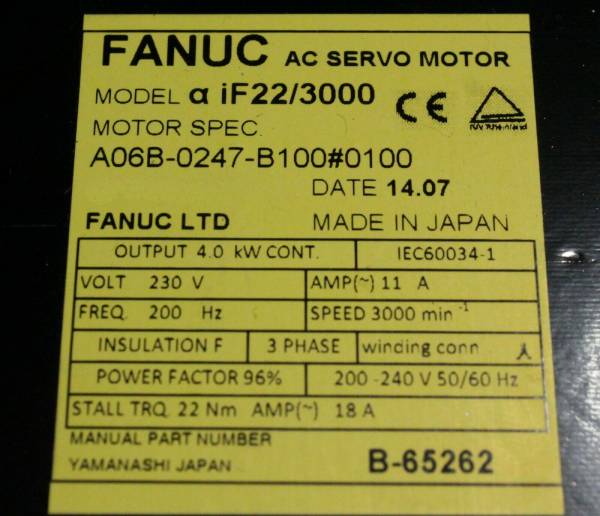 FANUC AC SERVO MOTOR
MODEL α iF22/3000
CE
TÜV Rheinland
MOTOR SPEC.
A06B-0247-B100#0100
DATE 14.07
FANUC LTD MADE IN JAPAN
OUTPUT 4.0 kW CONT. IEC60034-1
VOLT 230 V AMP(~) 11 A
FREQ. 200 Hz SPEED 3000 min⁻¹
INSULATION F 3 PHASE winding conn
POWER FACTOR 96% 200-240 V 50/60 Hz
STALL TRQ. 22 Nm AMP(~) 18 A
MANUAL PART NUMBER
YAMANASHI JAPAN B-65262